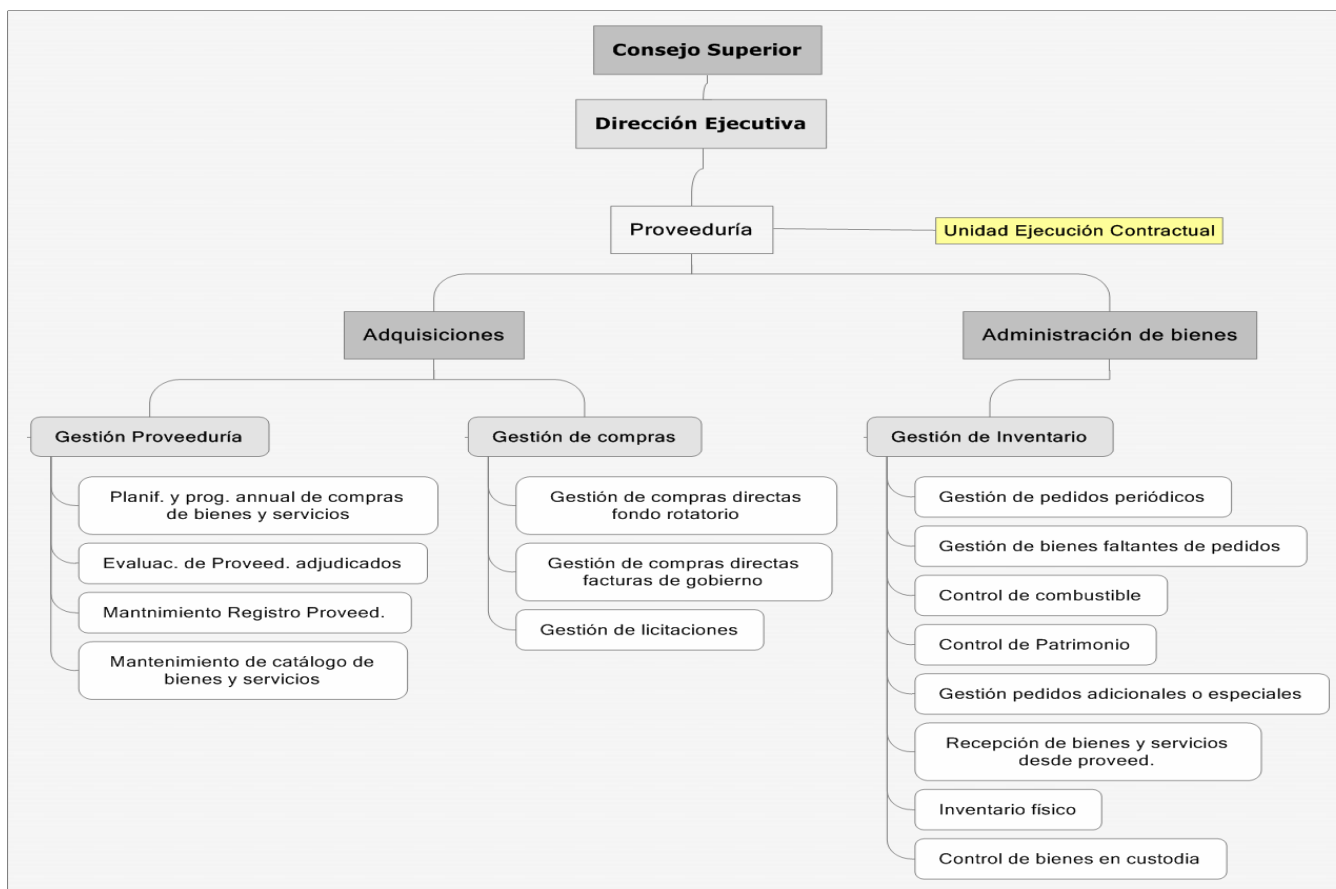 Consejo Superior
Dirección Ejecutiva
Proveeduría
Unidad Ejecución Contractual
Adquisiciones
Administración de bienes
Gestión Proveeduría
Planif. y prog. annual de compras
de bienes y servicios
Evaluac. de Proveed. adjudicados
Mantnimiento Registro Proveed.
Mantenimiento de catálogo de
bienes y servicios
Gestión de compras
Gestión de compras directas
fondo rotatorio
Gestión de compras directas
facturas de gobierno
Gestión de licitaciones
Gestión de Inventario
Gestión de pedidos periódicos
Gestión de bienes faltantes de pedidos
Control de combustible
Control de Patrimonio
Gestión pedidos adicionales o especiales
Recepción de bienes y servicios
desde proveed.
Inventario físico
Control de bienes en custodia